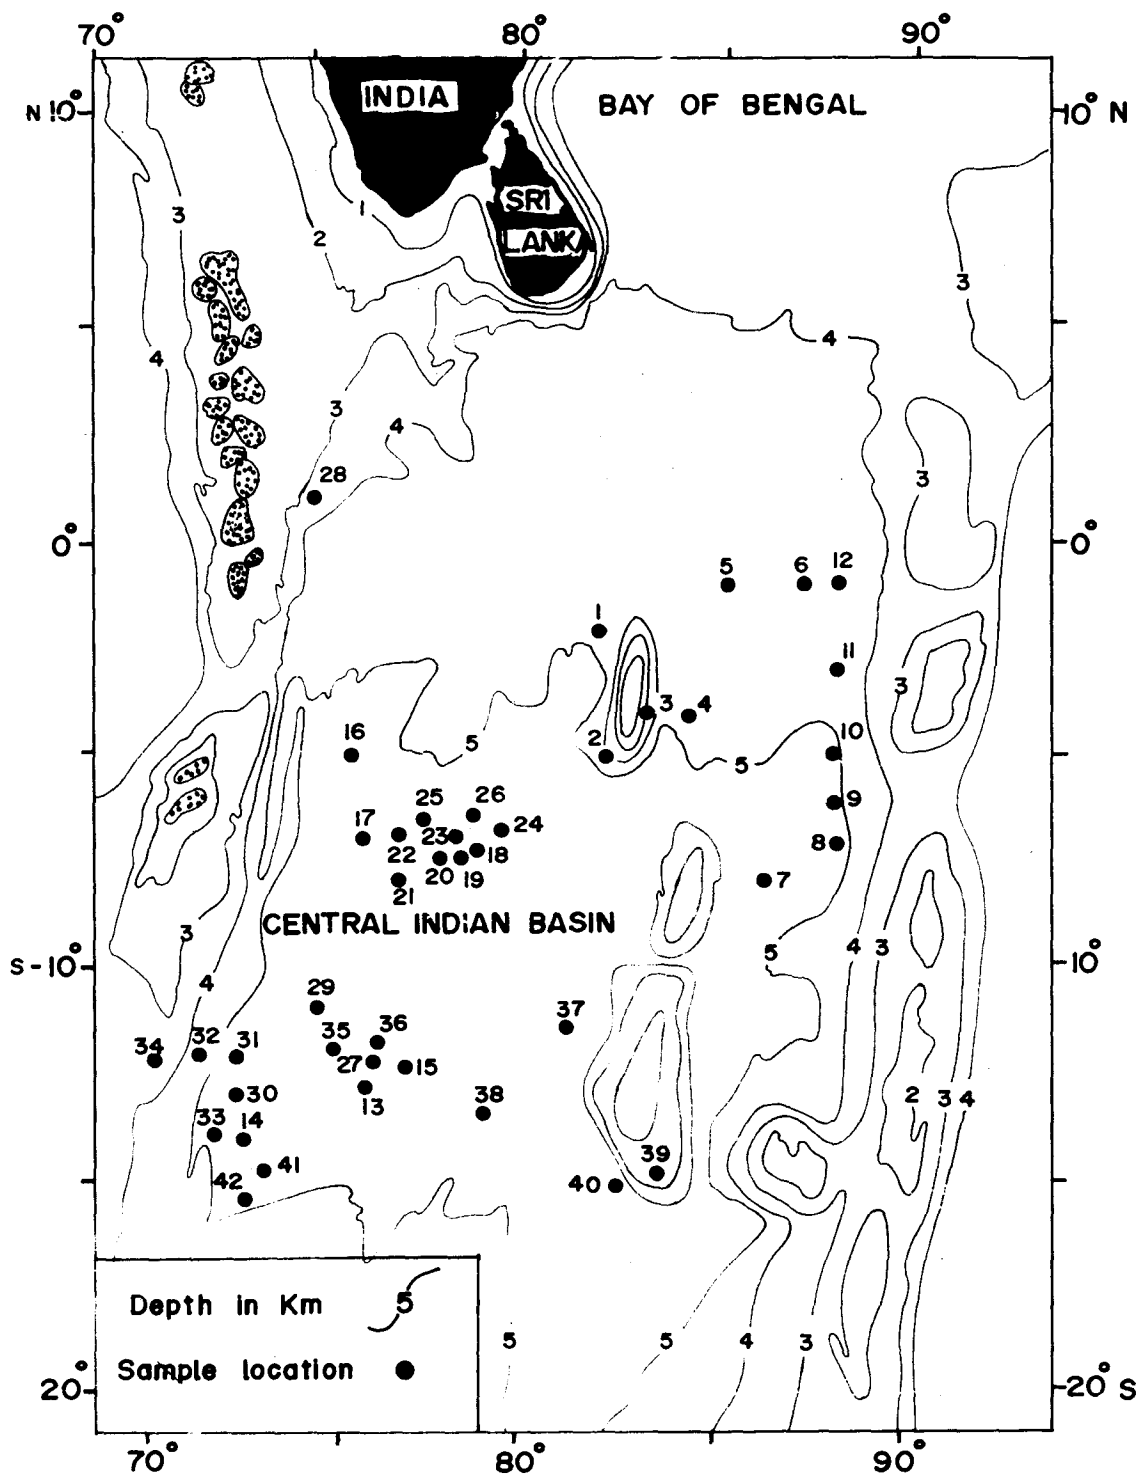 70° 80° 90°
N 10° INDIA BAY OF BENGAL 10° N
SRI
LANKA
1
3
2
3
4
4
3
3
4
28
3
0° 0°
5 6 12
1
11
3 4 3
16 2 5 5 10
26
25 9
17 23 24
22 18 8
20 19 7
21
CENTRAL INDIAN BASIN
3 5 4 3
S -10° 10°
4
29 37
35 36
34 32 31 27 15
30 13 38 2 3 4
33 14
41 39
42 40
Depth in Km 5
5 5 4 3
Sample location
20° 20° S
70° 80° 90°